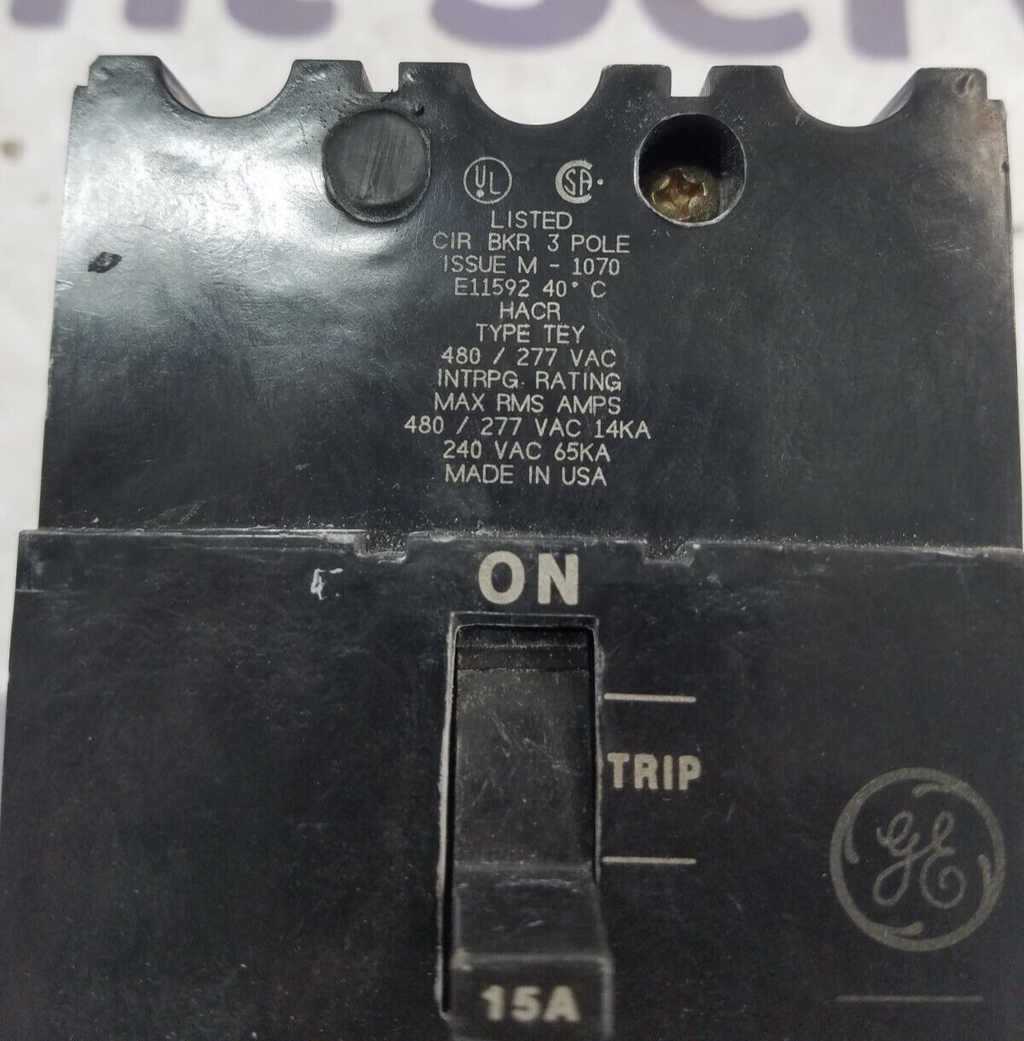 UL SA
LISTED
CIR BKR 3 POLE
ISSUE M - 1070
E11592 40° C
HACR
TYPE TEY
480 / 277 VAC
INTRPG. RATING
MAX RMS AMPS
480 / 277 VAC 14KA
240 VAC 65KA
MADE IN USA
ON
TRIP
GE
15A